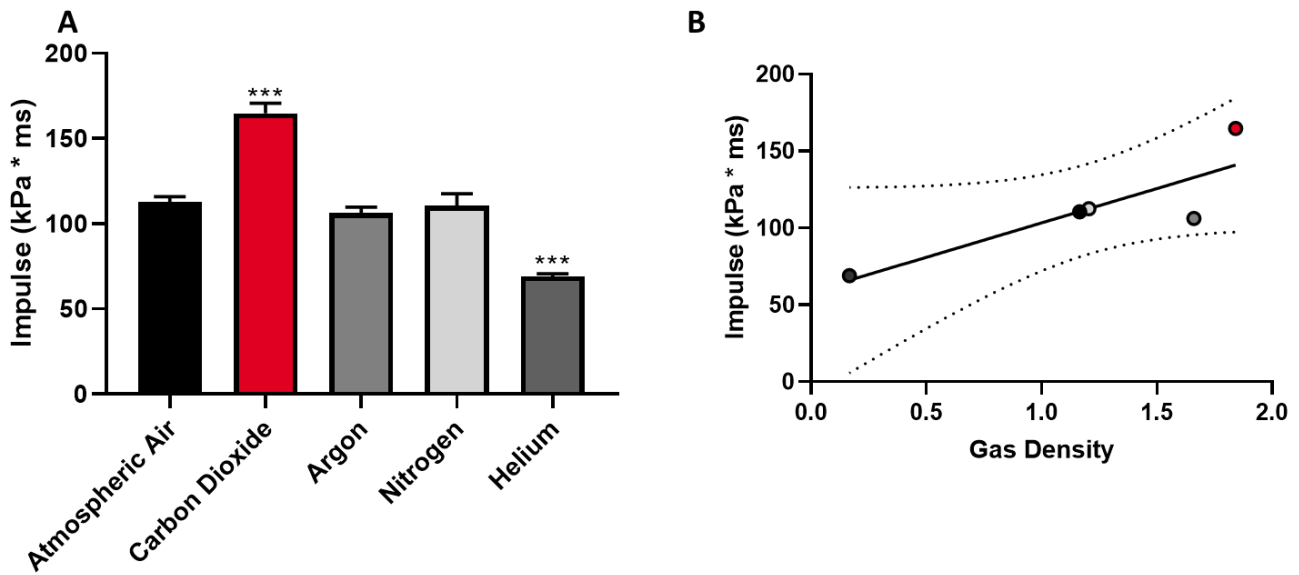 A
Impulse (kPa * ms)
200
150
100
50
0
***
***
Atmospheric Air
Carbon Dioxide
Argon
Nitrogen
Helium
B
Impulse (kPa * ms)
200
150
100
50
0
0.0 0.5 1.0 1.5 2.0
Gas Density